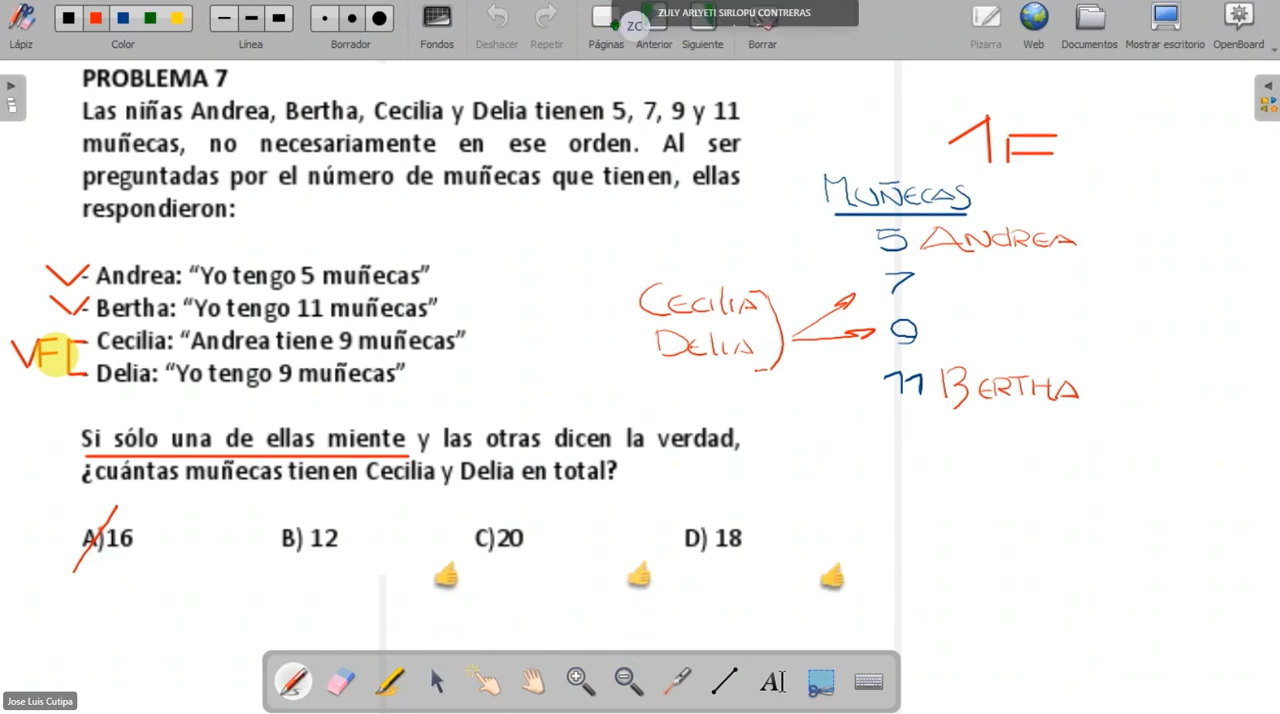 ZULY ARLYETI SIRLOPU CONTRERAS
ZC
Lápiz Color Línea Borrador Fondos Deshacer Repetir Páginas Anterior Siguiente Borrar Pizarra Web Documentos Mostrar escritorio OpenBoard
PROBLEMA 7
Las niñas Andrea, Bertha, Cecilia y Delia tienen 5, 7, 9 y 11
muñecas, no necesariamente en ese orden. Al ser
preguntadas por el número de muñecas que tienen, ellas
respondieron:
V - Andrea: “Yo tengo 5 muñecas”
V - Bertha: “Yo tengo 11 muñecas”
VF - Cecilia: “Andrea tiene 9 muñecas”
- Delia: “Yo tengo 9 muñecas”
Si sólo una de ellas miente y las otras dicen la verdad,
¿cuántas muñecas tienen Cecilia y Delia en total?
A)16 B) 12 C)20 D) 18
1F
MUÑECAS
5 ANDREA
7
9
11 BERTHA
CECILIA
DELIA
A
Jose Luis Cutipa